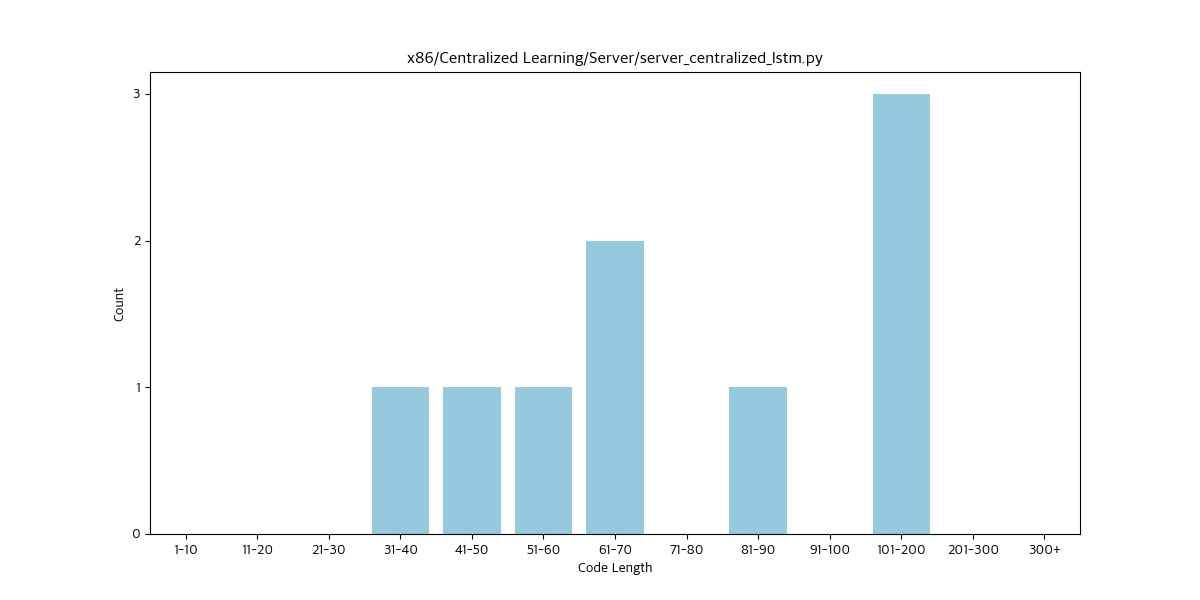 x86/Centralized Learning/Server/server_centralized_lstm.py
3
2
1
0
Count
1-10 11-20 21-30 31-40 41-50 51-60 61-70 71-80 81-90 91-100 101-200 201-300 300+
Code Length